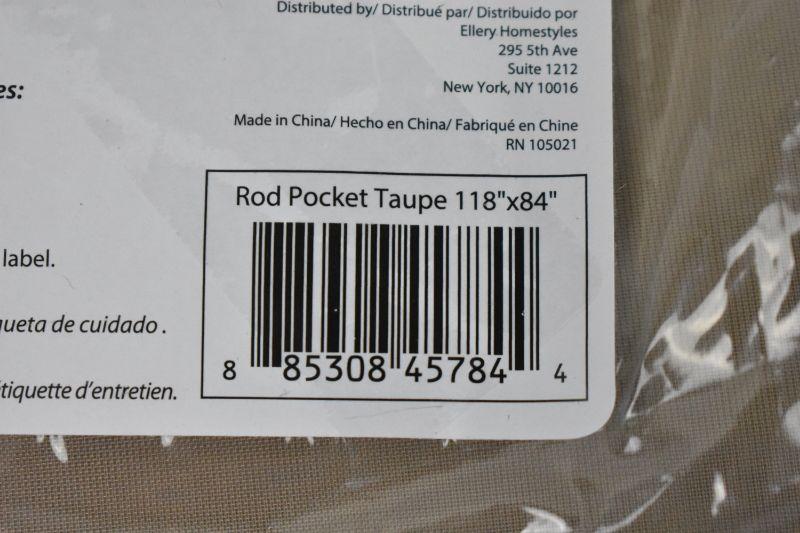 Distributed by/ Distribué par/ Distribuido por
Ellery Homestyles
295 5th Ave
Suite 1212
New York, NY 10016
es:
Made in China/ Hecho en China/ Fabriqué en Chine
RN 105021
Rod Pocket Taupe 118"x84"
label.
queta de cuidado .
étiquette d'entretien.
8 85308 45784 4